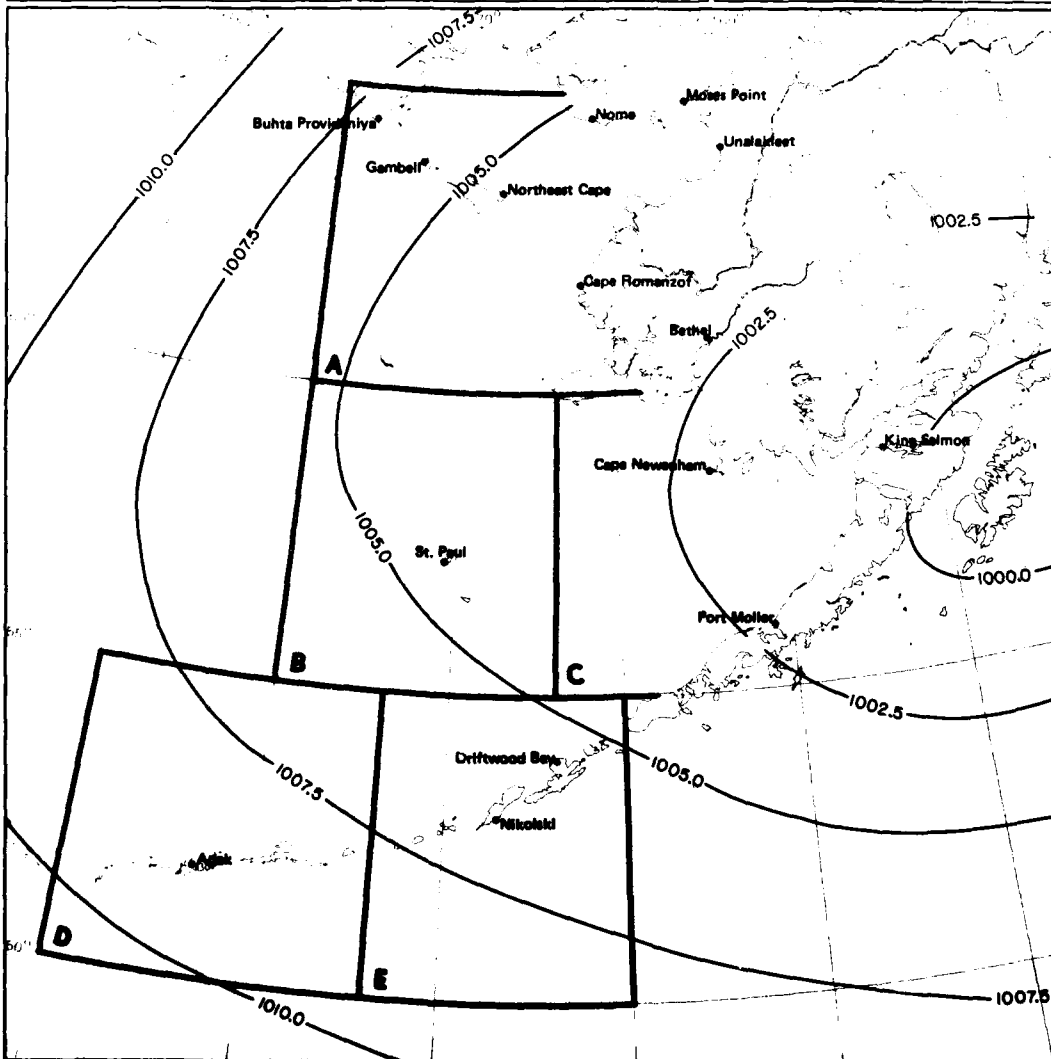 1007.5
Moses Point
Nome
Buhta Providniya
Unalakleet
1010.0
Gambell
1005.0
Northeast Cape
1002.5
1007.5
Cape Romanzof
Bethel
1002.5
A
King Salmon
Cape Newenham
1005.0
St. Paul
1000.0
Port Moller
B
C
1002.5
Driftwood Bay
1005.0
1007.5
Nikolski
Adak
50°
D
E
1010.0
1007.5